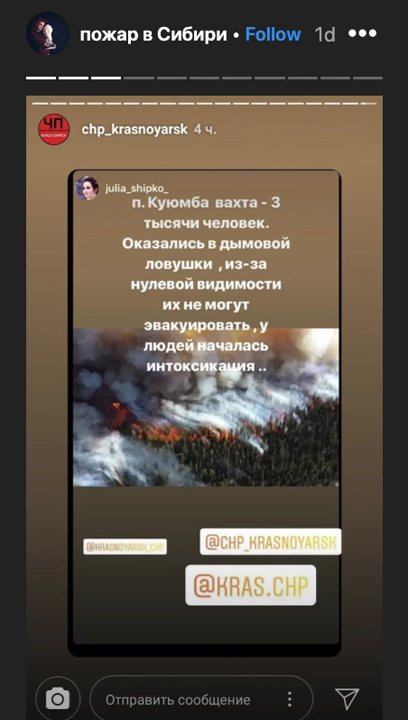 пожар в Сибири • Follow 1d •••
ЧП
КРАСНОЯРСК
chp_krasnoyarsk 4 ч.
julia_shipko_
п. Куюмба вахта - 3
тысячи человек.
Оказались в дымовой
ловушки ,из-за
нулевой видимости
их не могут
эвакуировать , у
людей началась
интоксикация ..
@KRASNOYARSK_CHP
@CHP_KRASNOYARSK
@KRAS.CHP
Отправить сообщение